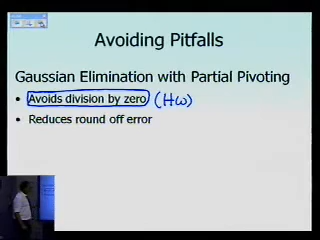 Avoiding Pitfalls
Gaussian Elimination with Partial Pivoting
• Avoids division by zero (Hω)
• Reduces round off error